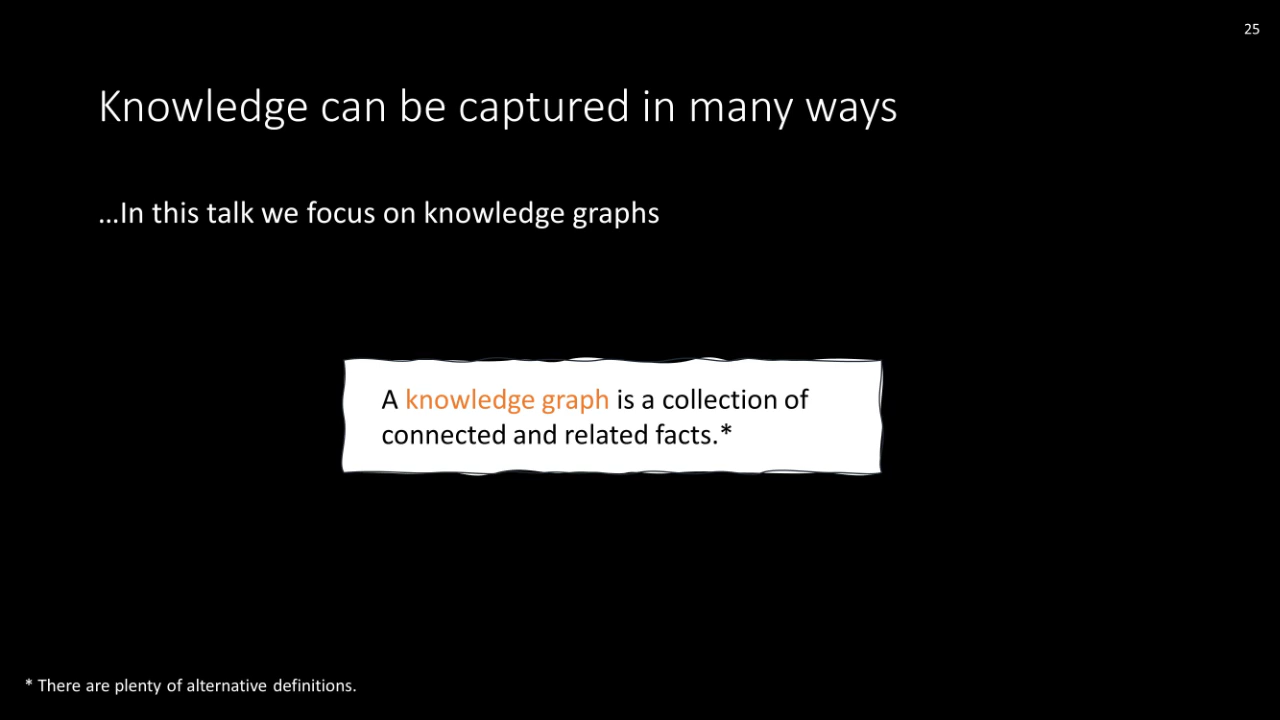 25
Knowledge can be captured in many ways
...In this talk we focus on knowledge graphs
A knowledge graph is a collection of
connected and related facts.*
* There are plenty of alternative definitions.